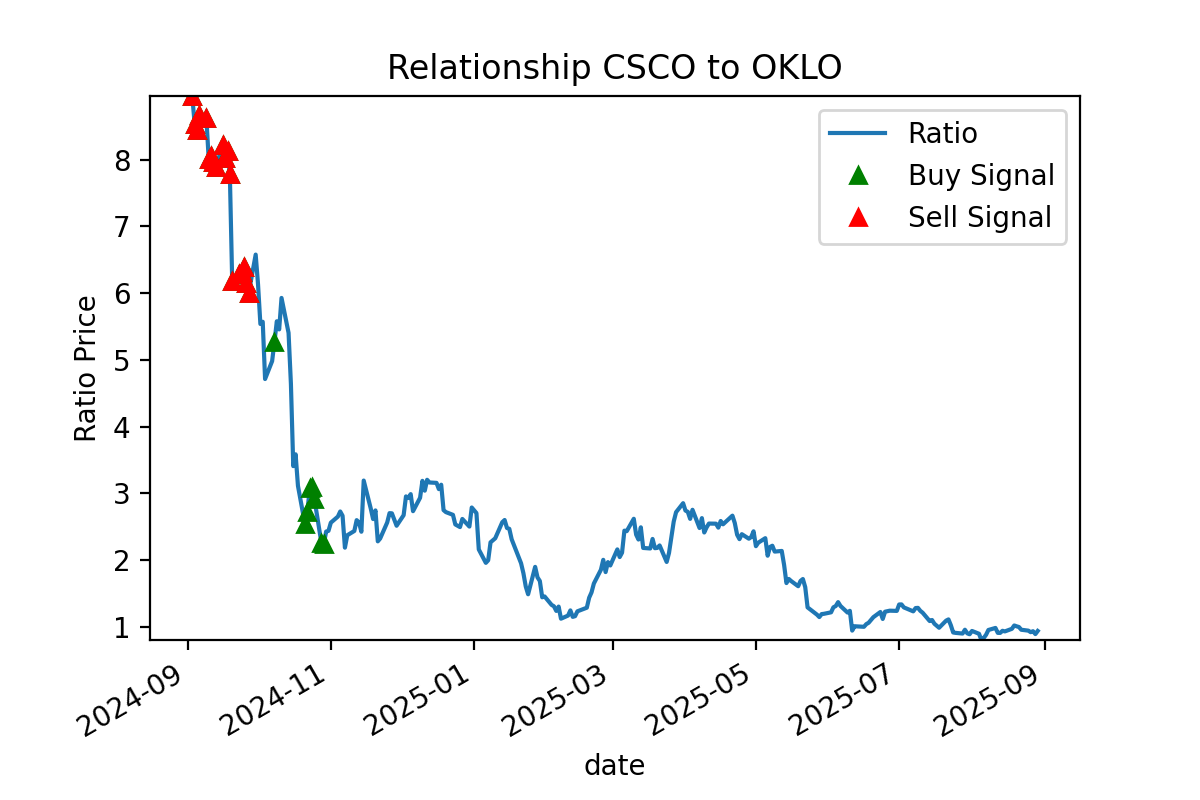 Relationship CSCO to OKLO
Ratio
Buy Signal
Sell Signal
Ratio Price
8
7
6
5
4
3
2
1
2024-09
2024-11
2025-01
2025-03
2025-05
2025-07
2025-09
date